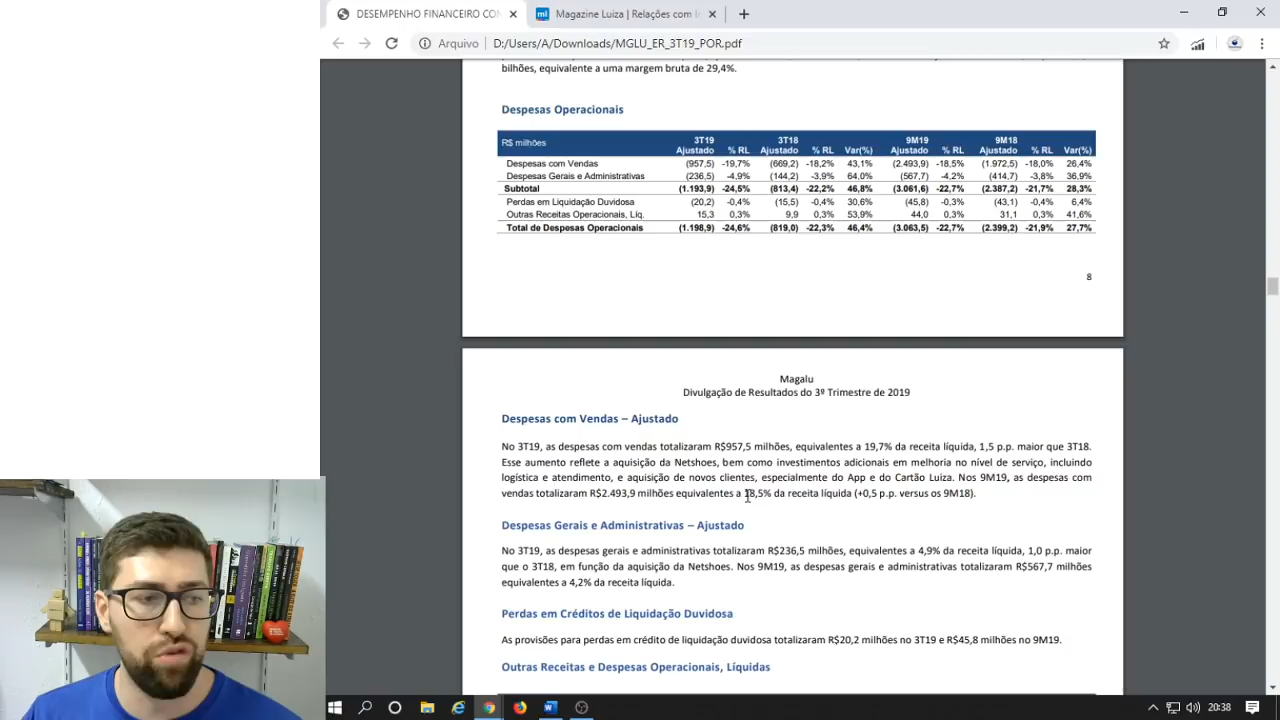 DESEMPENHO FINANCEIRO CON
Magazine Luiza | Relações com In
Arquivo
D:/Users/A/Downloads/MGLU_ER_3T19_POR.pdf
bilhões, equivalente a uma margem bruta de 29,4%.
Despesas Operacionais
R$ milhões 3T19 Ajustado % RL 3T18 Ajustado % RL Var(%) 9M19 Ajustado % RL 9M18 Ajustado % RL Var(%)
Despesas com Vendas (957,5) -19,7% (669,2) -18,2% 43,1% (2.493,9) -18,5% (1.972,5) -18,0% 26,4%
Despesas Gerais e Administrativas (236,5) -4,9% (144,2) -3,9% 64,0% (567,7) -4,2% (414,7) -3,8% 36,9%
Subtotal (1.193,9) -24,5% (813,4) -22,2% 46,8% (3.061,6) -22,7% (2.387,2) -21,7% 28,3%
Perdas em Liquidação Duvidosa (20,2) -0,4% (15,5) -0,4% 30,6% (45,8) -0,3% (43,1) -0,4% 6,4%
Outras Receitas Operacionais, Líq. 15,3 0,3% 9,9 0,3% 53,9% 44,0 0,3% 31,1 0,3% 41,6%
Total de Despesas Operacionais (1.198,9) -24,6% (819,0) -22,3% 46,4% (3.063,5) -22,7% (2.399,2) -21,9% 27,7%
8
Magalu
Divulgação de Resultados do 3º Trimestre de 2019
Despesas com Vendas – Ajustado
No 3T19, as despesas com vendas totalizaram R$957,5 milhões, equivalentes a 19,7% da receita líquida, 1,5 p.p. maior que 3T18.
Esse aumento reflete a aquisição da Netshoes, bem como investimentos adicionais em melhoria no nível de serviço, incluindo
logística e atendimento, e aquisição de novos clientes, especialmente do App e do Cartão Luiza. Nos 9M19, as despesas com
vendas totalizaram R$2.493,9 milhões equivalentes a 18,5% da receita líquida (+0,5 p.p. versus os 9M18).
Despesas Gerais e Administrativas – Ajustado
No 3T19, as despesas gerais e administrativas totalizaram R$236,5 milhões, equivalentes a 4,9% da receita líquida, 1,0 p.p. maior
que o 3T18, em função da aquisição da Netshoes. Nos 9M19, as despesas gerais e administrativas totalizaram R$567,7 milhões
equivalentes a 4,2% da receita líquida.
Perdas em Créditos de Liquidação Duvidosa
As provisões para perdas em crédito de liquidação duvidosa totalizaram R$20,2 milhões no 3T19 e R$45,8 milhões no 9M19.
Outras Receitas e Despesas Operacionais, Líquidas
20:38